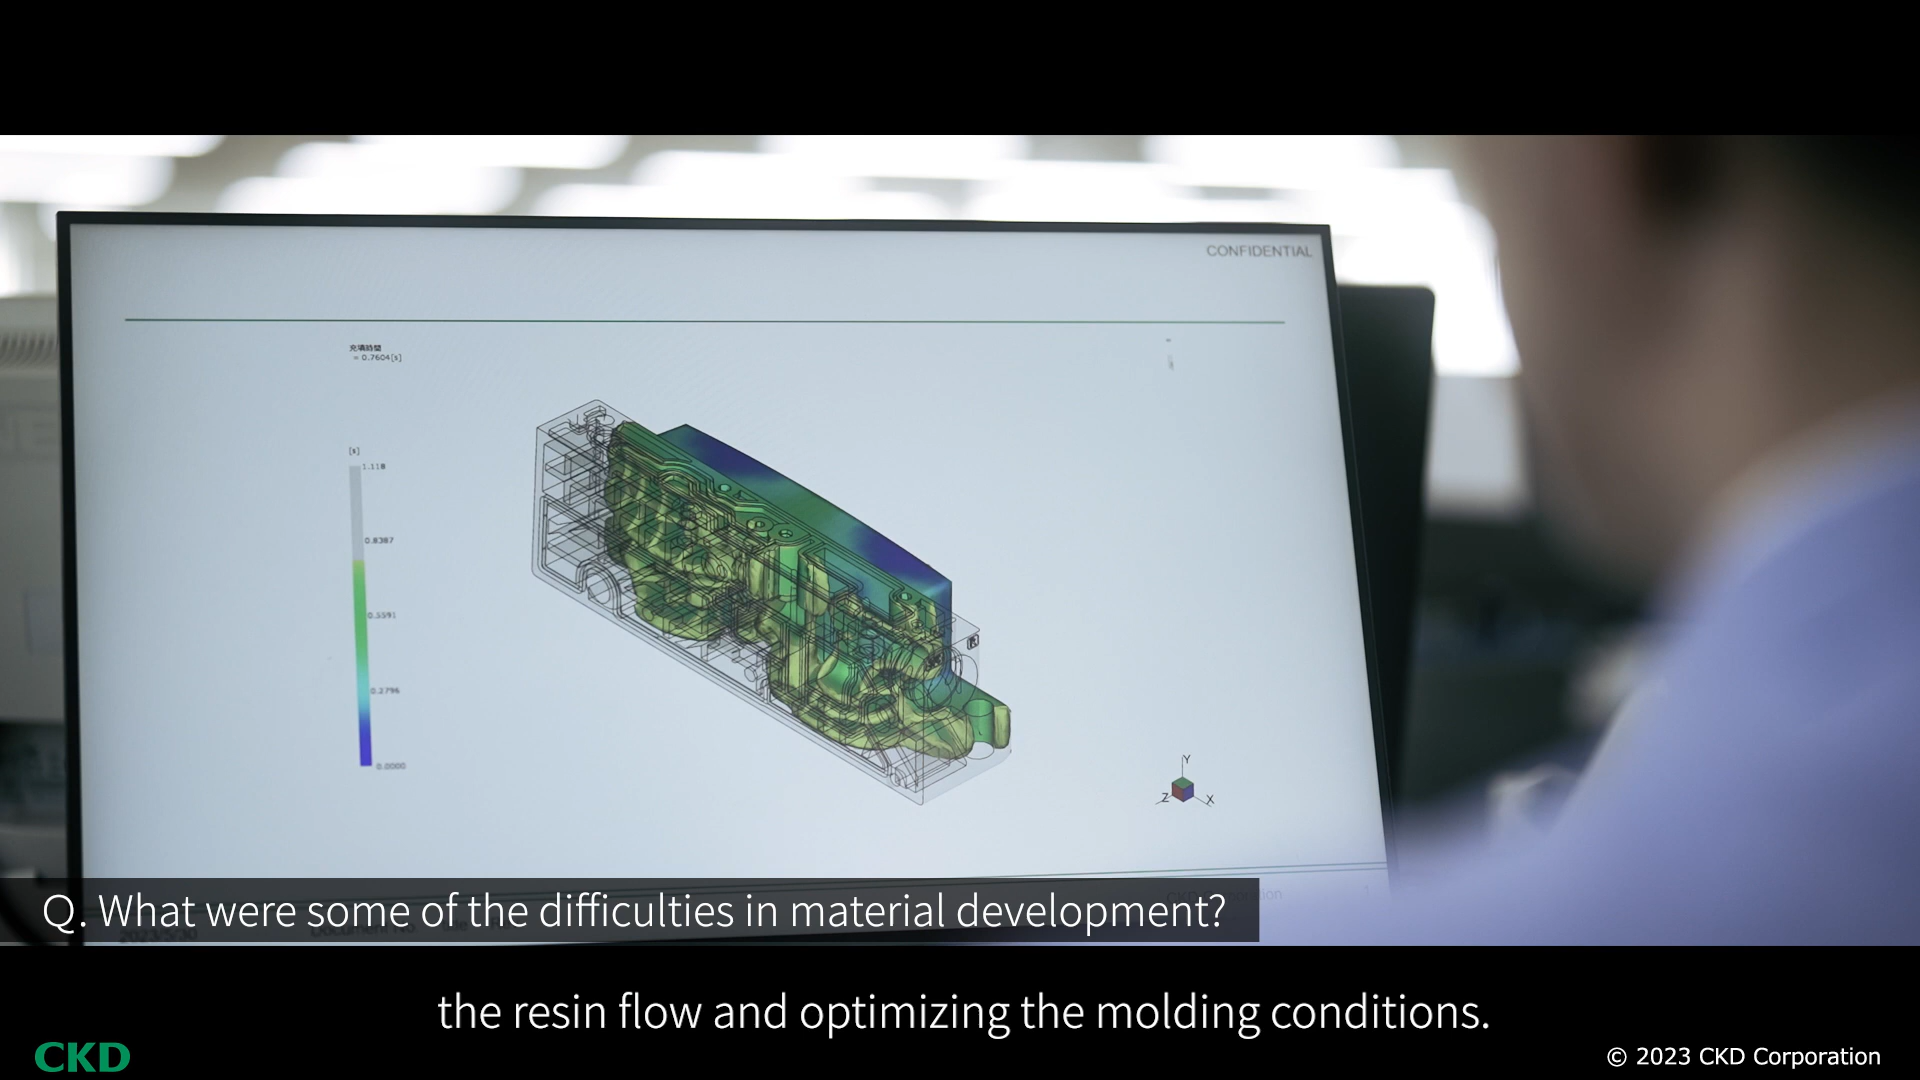 CONFIDENTIAL
充填時間
= 0.7604[s]
[s]
1.118
0.8387
0.5591
0.2796
0.0000
Y
Z
X
Q. What were some of the difficulties in material development?
the resin flow and optimizing the molding conditions.
CKD
© 2023 CKD Corporation